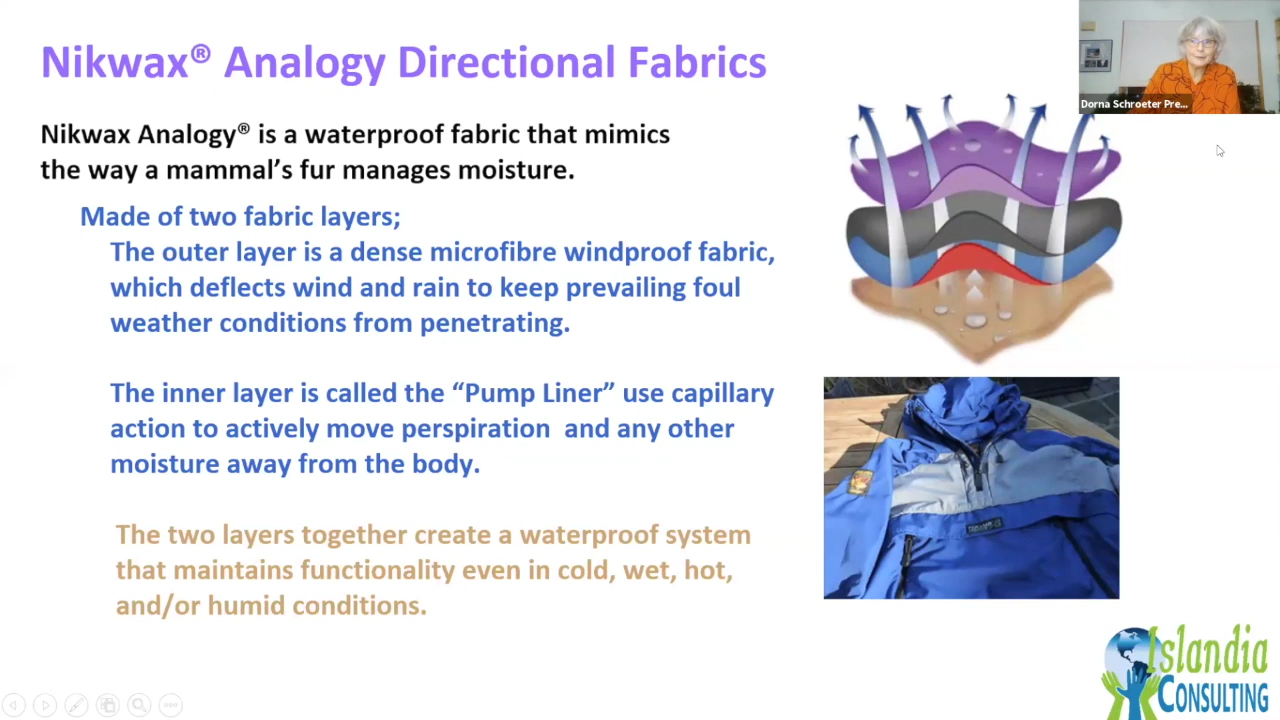 Nikwax® Analogy Directional Fabrics
Dorna Schroeter Pre...
Nikwax Analogy® is a waterproof fabric that mimics
the way a mammal’s fur manages moisture.
Made of two fabric layers;
The outer layer is a dense microfibre windproof fabric,
which deflects wind and rain to keep prevailing foul
weather conditions from penetrating.
The inner layer is called the “Pump Liner” use capillary
action to actively move perspiration  and any other
moisture away from the body.
The two layers together create a waterproof system
that maintains functionality even in cold, wet, hot,
and/or humid conditions.
Islandia
CONSULTING